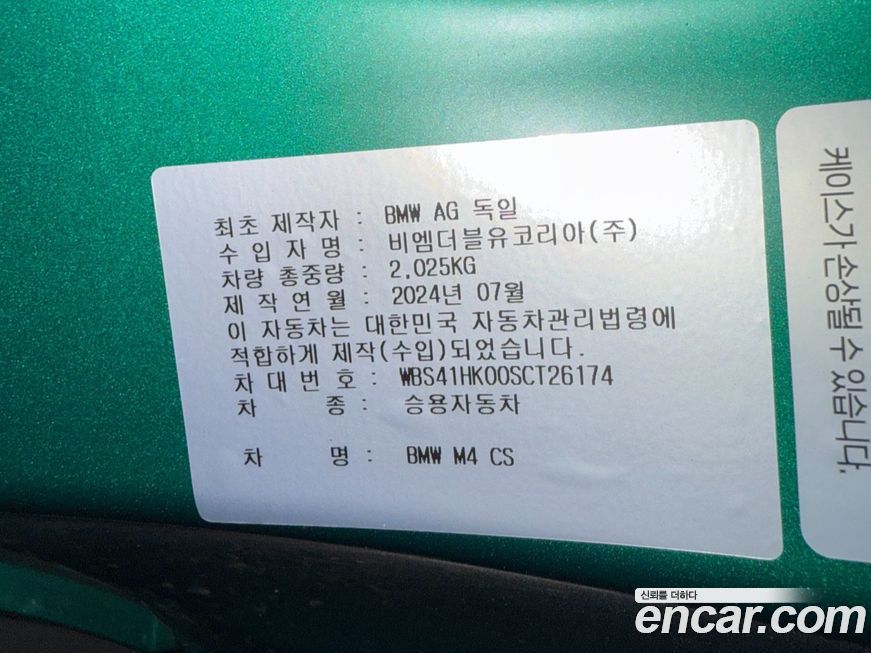 최초 제작자 : BMW AG 독일
수 입 자 명 : 비엠더블유코리아(주)
차량 총중량 : 2,025KG
제 작 연 월 : 2024년 07월
이 자동차는 대한민국 자동차관리법령에
적합하게 제작(수입)되었습니다.
차 대 번 호 : WBS41HK00SCT26174
차 종 : 승용자동차
차 명 : BMW M4 CS
케이스가 손상될 수 있습니다.
신뢰를 더하다
encar.com